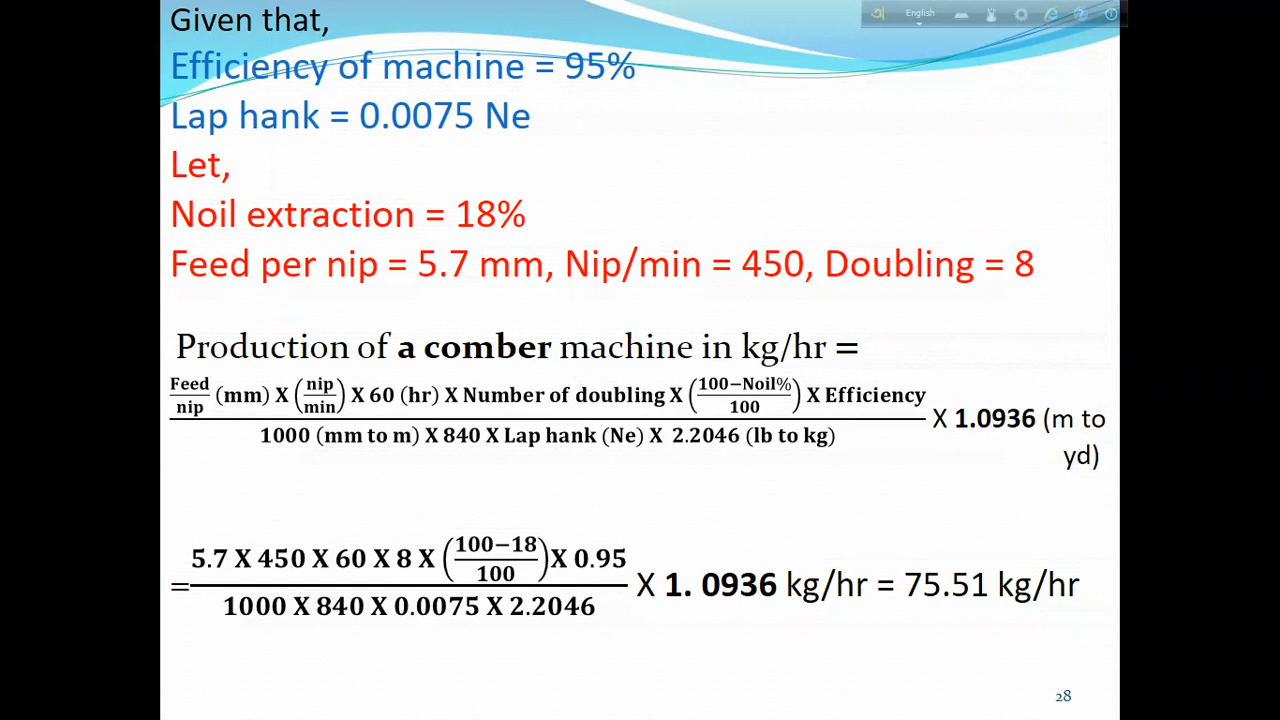 English
Given that,
Efficiency of machine = 95%
Lap hank = 0.0075 Ne
Let,
Noil extraction = 18%
Feed per nip = 5.7 mm, Nip/min = 450, Doubling = 8
Production of a comber machine in kg/hr =
Feed/nip (mm) X (nip/min) X 60 (hr) X Number of doubling X (100−Noil%/100) X Efficiency
1000 (mm to m) X 840 X Lap hank (Ne) X 2.2046 (lb to kg)
X 1.0936 (m to
yd)
5.7 X 450 X 60 X 8 X (100−18/100) X 0.95
= X 1. 0936 kg/hr = 75.51 kg/hr
1000 X 840 X 0.0075 X 2.2046
28